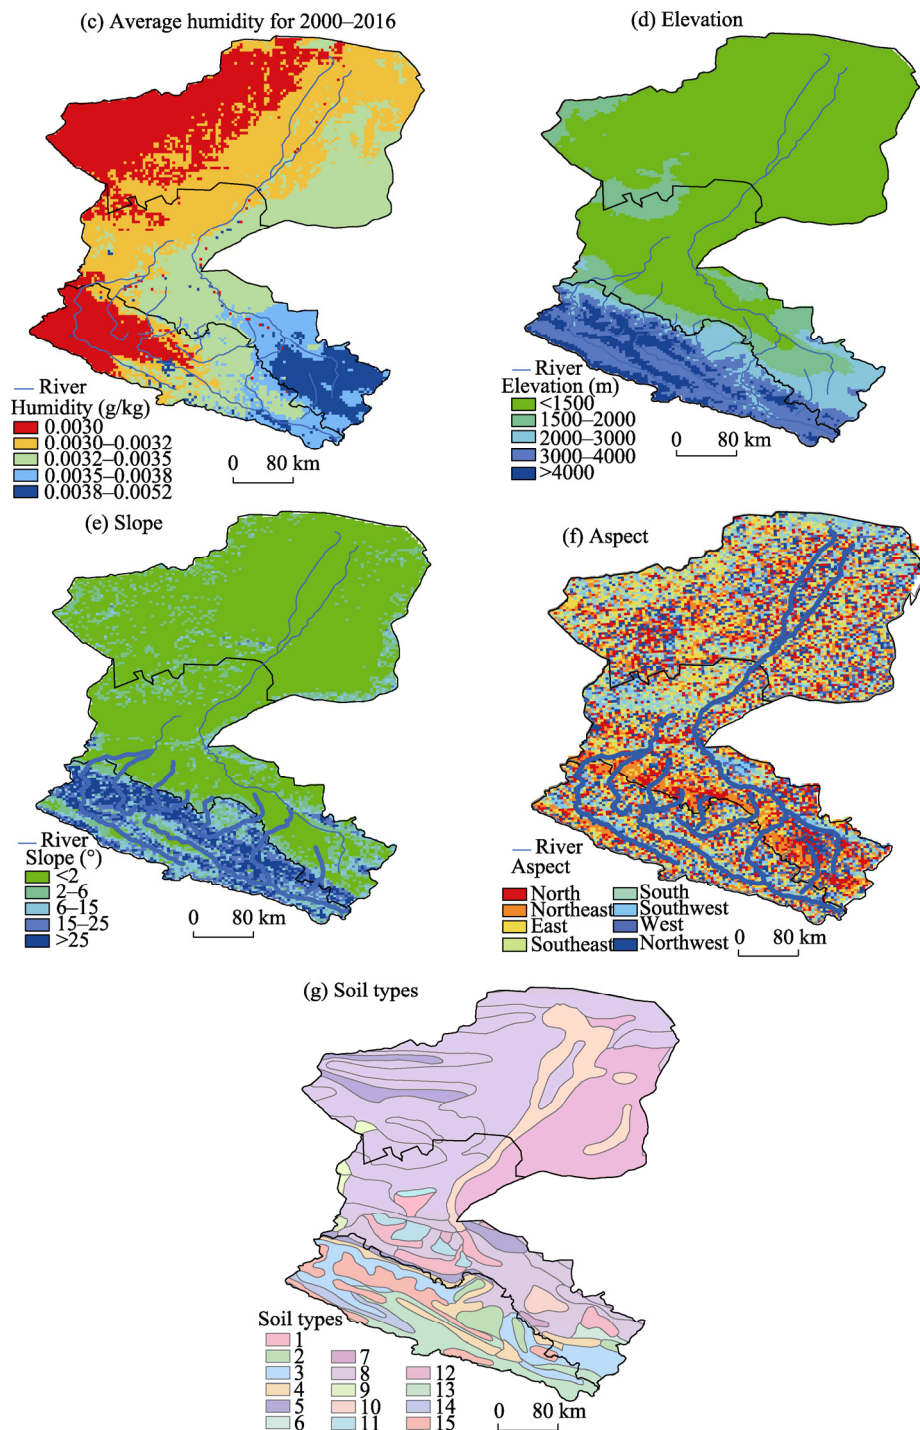 (c) Average humidity for 2000–2016
River
Humidity (g/kg)
0.0030
0.0030–0.0032
0.0032–0.0035
0.0035–0.0038
0.0038–0.0052
0 80 km
(d) Elevation
River
Elevation (m)
<1500
1500–2000
2000–3000
3000–4000
>4000
0 80 km
(e) Slope
River
Slope (°)
<2
2–6
6–15
15–25
>25
0 80 km
(f) Aspect
River
Aspect
North South
Northeast Southwest
East West
Southeast Northwest
0 80 km
(g) Soil types
Soil types
1
2 7
3 8 12
4 9 13
5 10 14
6 11 15
0 80 km